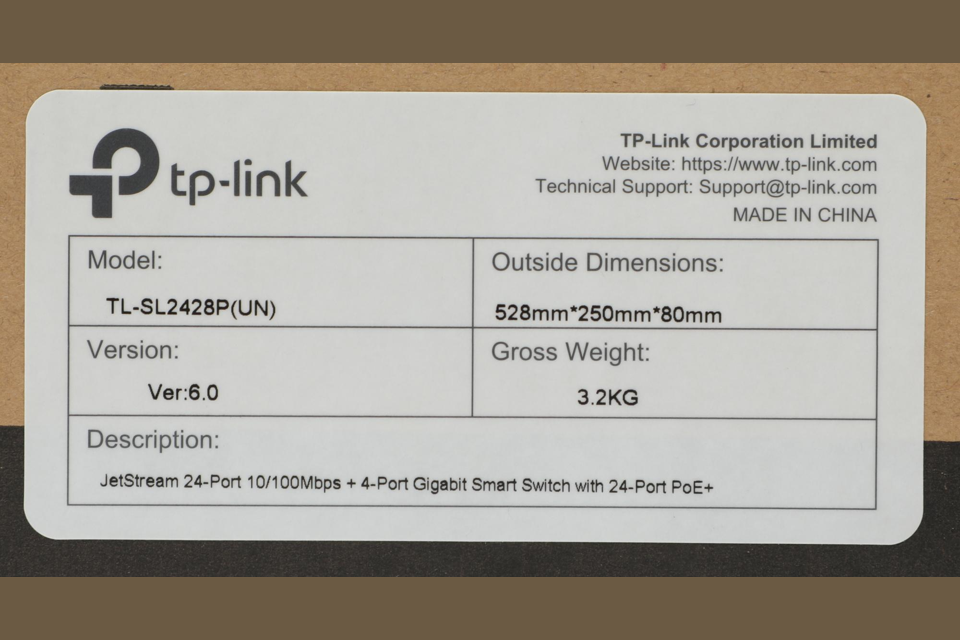 tp-link
TP-Link Corporation Limited
Website: https://www.tp-link.com
Technical Support: Support@tp-link.com
MADE IN CHINA
Model:
TL-SL2428P(UN)
Outside Dimensions:
528mm*250mm*80mm
Version:
Ver:6.0
Gross Weight:
3.2KG
Description:
JetStream 24-Port 10/100Mbps + 4-Port Gigabit Smart Switch with 24-Port PoE+